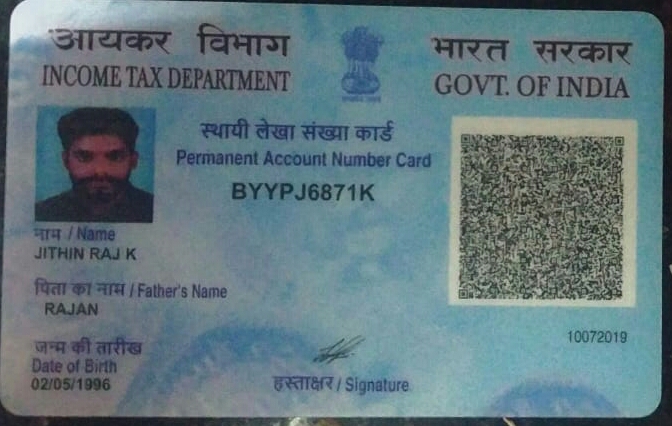 आयकर विभाग
INCOME TAX DEPARTMENT
भारत सरकार
GOVT. OF INDIA
स्थायी लेखा संख्या कार्ड
Permanent Account Number Card
BYYPJ6871K
नाम / Name
JITHIN RAJ K
पिता का नाम / Father's Name
RAJAN
जन्म की तारीख
Date of Birth
02/05/1996
हस्ताक्षर / Signature
10072019